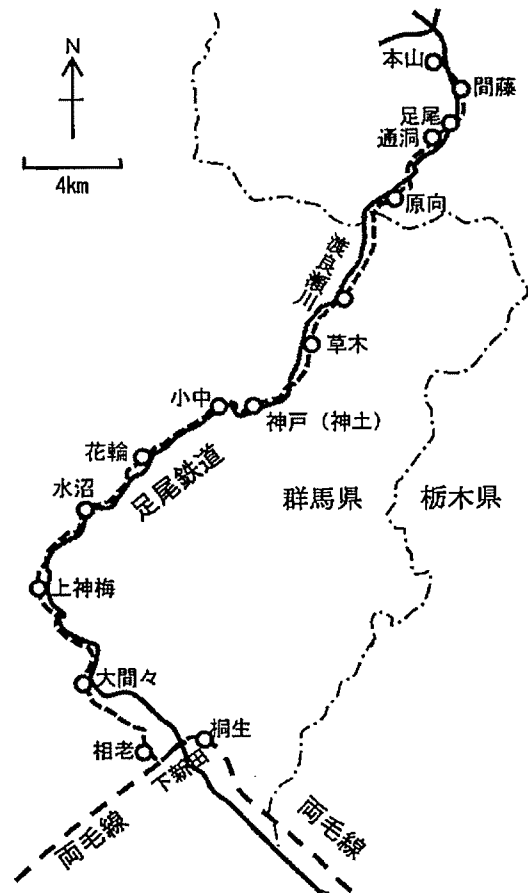 N
4km
本山
間藤
足尾
通洞
原向
渡良瀬川
草木
小中
神戸（神土）
花輪
足尾鉄道
水沼
群馬県
栃木県
上神梅
大間々
桐生
相老
下新田
両毛線
両毛線